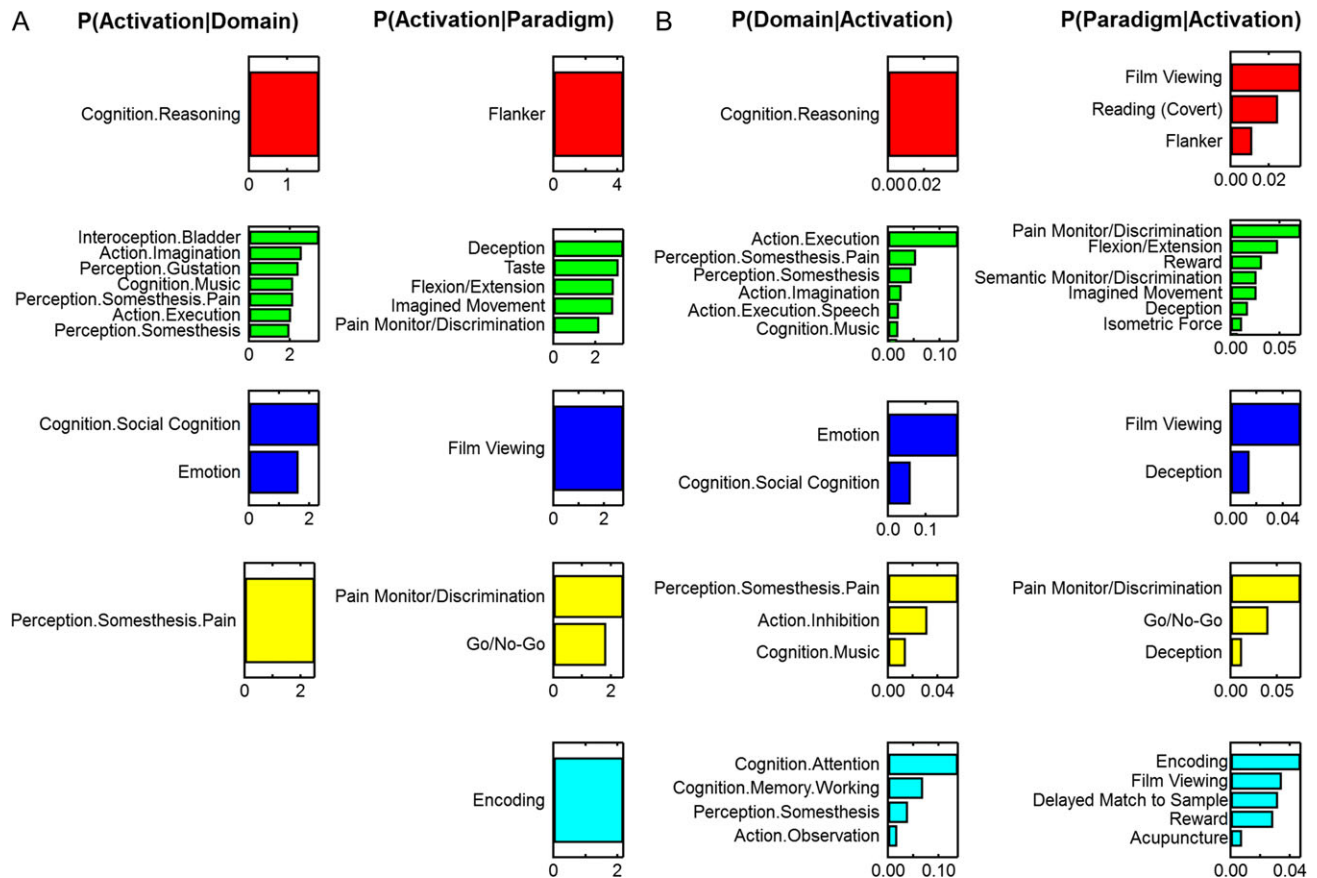 A
P(Activation|Domain)
P(Activation|Paradigm)
B
P(Domain|Activation)
P(Paradigm|Activation)
Cognition.Reasoning
0 1
Flanker
0 4
Cognition.Reasoning
0.00 0.02
Film Viewing
Reading (Covert)
Flanker
0.00 0.02
Interoception.Bladder
Action.Imagination
Perception.Gustation
Cognition.Music
Perception.Somesthesis.Pain
Action.Execution
Perception.Somesthesis
0 2
Deception
Taste
Flexion/Extension
Imagined Movement
Pain Monitor/Discrimination
0 2
Action.Execution
Perception.Somesthesis.Pain
Perception.Somesthesis
Action.Imagination
Action.Execution.Speech
Cognition.Music
0.00 0.10
Pain Monitor/Discrimination
Flexion/Extension
Reward
Semantic Monitor/Discrimination
Imagined Movement
Deception
Isometric Force
0.00 0.05
Cognition.Social Cognition
Emotion
0 2
Film Viewing
0 2
Emotion
Cognition.Social Cognition
0.0 0.1
Film Viewing
Deception
0.00 0.04
Perception.Somesthesis.Pain
0 2
Pain Monitor/Discrimination
Go/No-Go
0 2
Perception.Somesthesis.Pain
Action.Inhibition
Cognition.Music
0.00 0.04
Pain Monitor/Discrimination
Go/No-Go
Deception
0.00 0.05
Encoding
0 2
Cognition.Attention
Cognition.Memory.Working
Perception.Somesthesis
Action.Observation
0.00 0.10
Encoding
Film Viewing
Delayed Match to Sample
Reward
Acupuncture
0.00 0.04